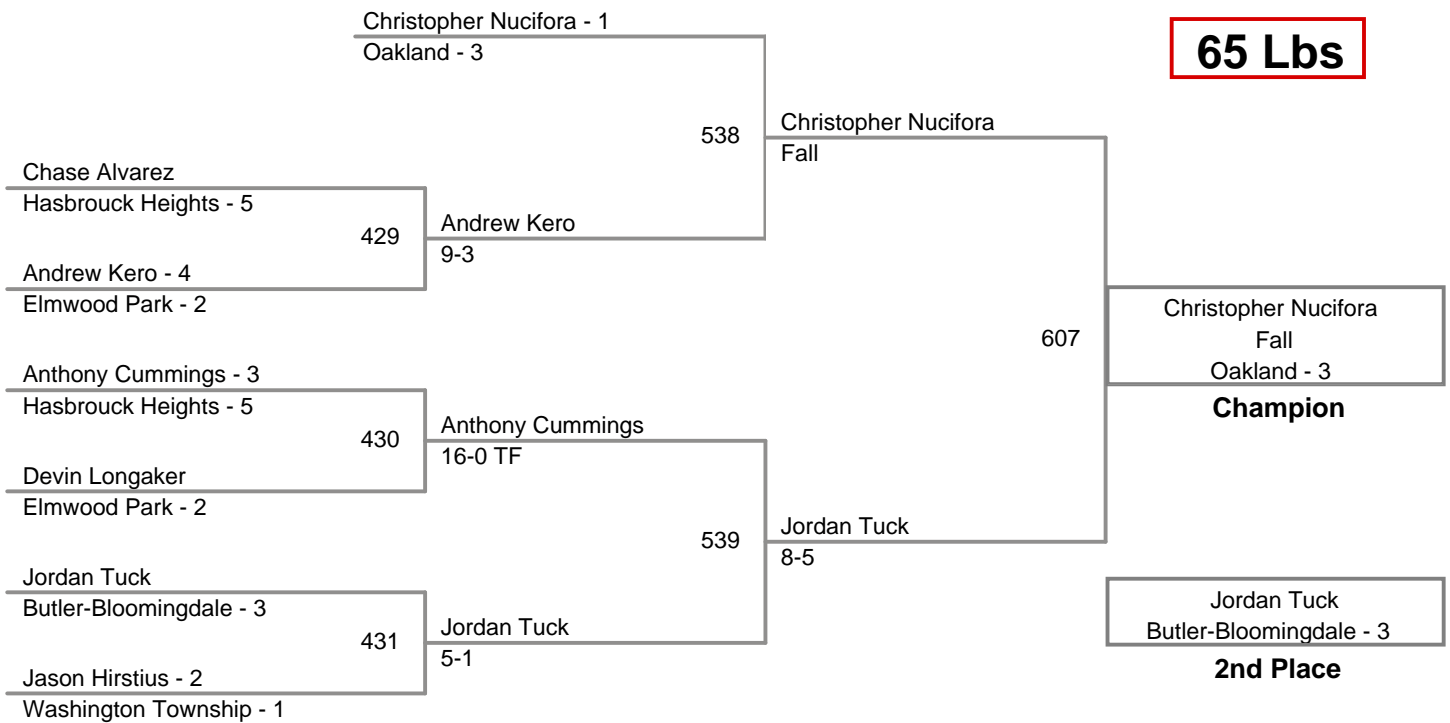 Christopher Nucifora - 1
Oakland - 3
65 Lbs
538
Christopher Nucifora
Fall
Chase Alvarez
Hasbrouck Heights - 5
429
Andrew Kero
9-3
Andrew Kero - 4
Elmwood Park - 2
607
Christopher Nucifora
Fall
Oakland - 3
Champion
Anthony Cummings - 3
Hasbrouck Heights - 5
430
Anthony Cummings
16-0 TF
Devin Longaker
Elmwood Park - 2
539
Jordan Tuck
8-5
Jordan Tuck
Butler-Bloomingdale - 3
431
Jordan Tuck
5-1
Jason Hirstius - 2
Washington Township - 1
Jordan Tuck
Butler-Bloomingdale - 3
2nd Place